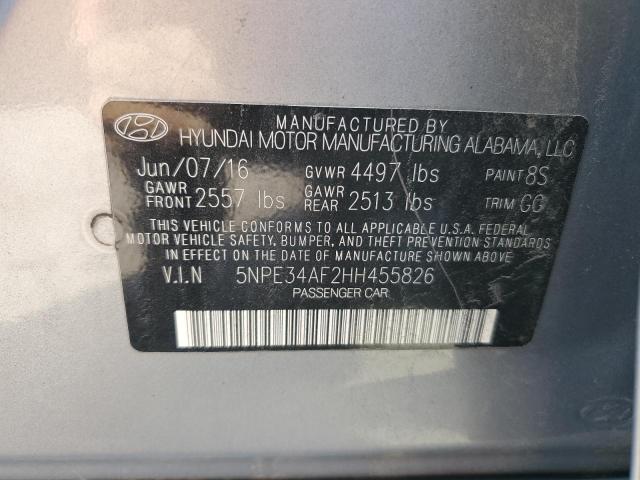 MANUFACTURED BY
HYUNDAI MOTOR MANUFACTURING ALABAMA, LLC
Jun/07/16 GVWR 4497 lbs PAINT 8S
GAWR FRONT 2557 lbs GAWR REAR 2513 lbs TRIM GG
THIS VEHICLE CONFORMS TO ALL APPLICABLE U.S.A. FEDERAL
MOTOR VEHICLE SAFETY, BUMPER, AND THEFT PREVENTION STANDARDS
IN EFFECT ON THE DATE OF MANUFACTURE SHOWN ABOVE.
V.I.N 5NPE34AF2HH455826
PASSENGER CAR